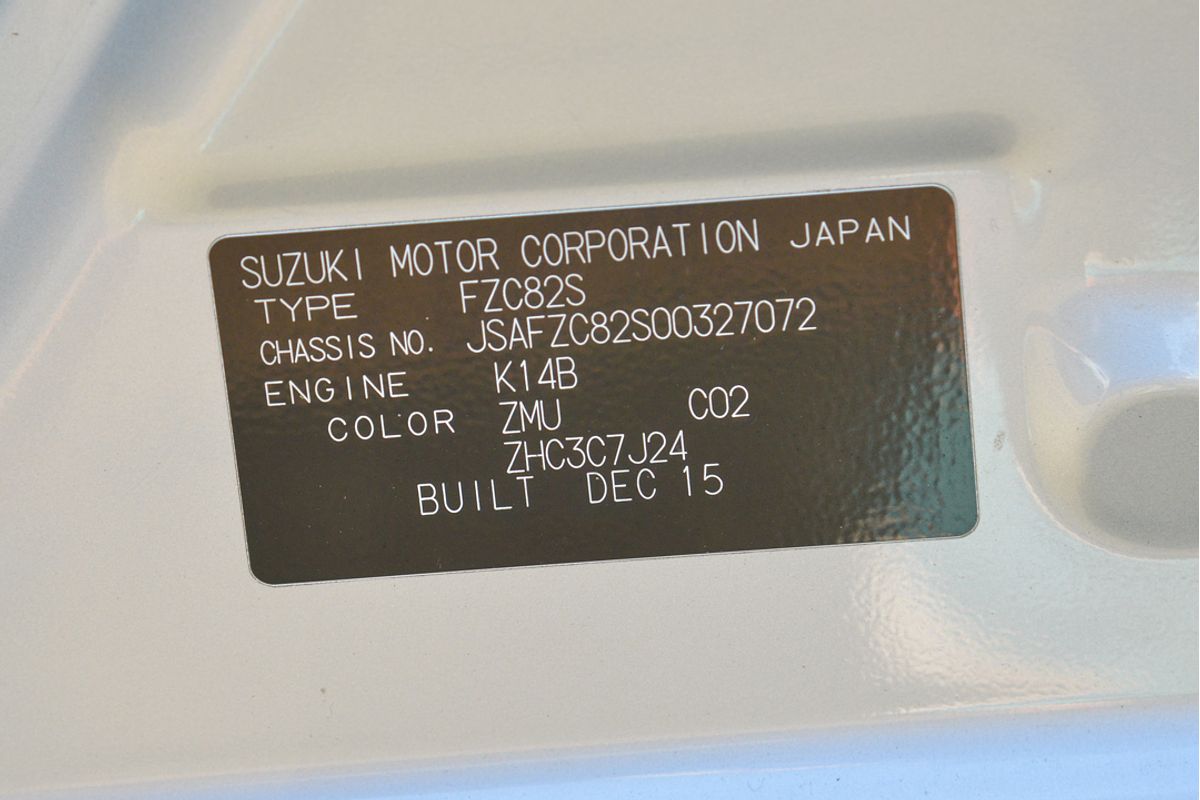 SUZUKI MOTOR CORPORATION JAPAN
TYPE FZC82S
CHASSIS NO. JSAFZC82S00327072
ENGINE K14B
COLOR ZMU C02
ZHC3C7J24
BUILT DEC 15